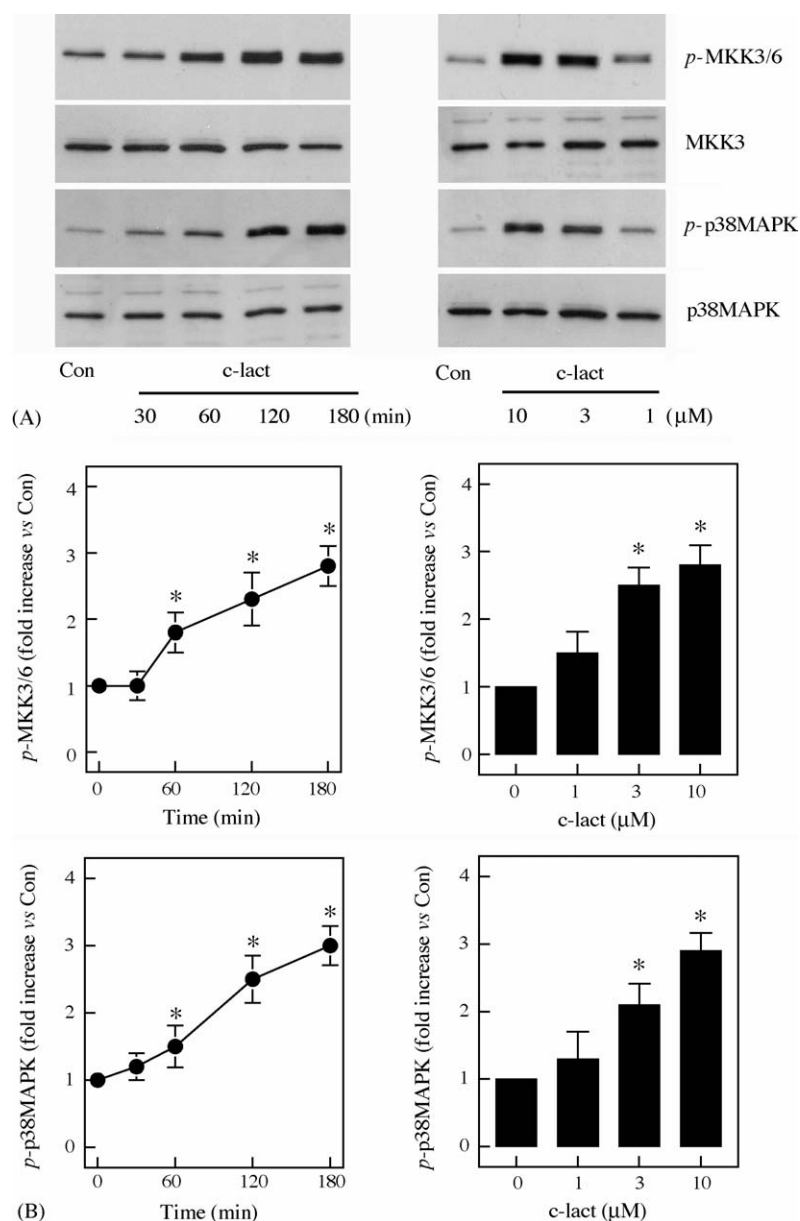 p-MKK3/6
MKK3
p-p38MAPK
p38MAPK
Con c-lact Con c-lact
(A) 30 60 120 180 (min) 10 3 1 (μM)
p-MKK3/6 (fold increase vs Con)
4
3
2
1
0
0 60 120 180
Time (min)
* * *
p-MKK3/6 (fold increase vs Con)
4
3
2
1
0
0 1 3 10
c-lact (μM)
* *
p-p38MAPK (fold increase vs Con)
4
3
2
1
0
0 60 120 180
(B) Time (min)
* * *
p-p38MAPK (fold increase vs Con)
4
3
2
1
0
0 1 3 10
c-lact (μM)
* *